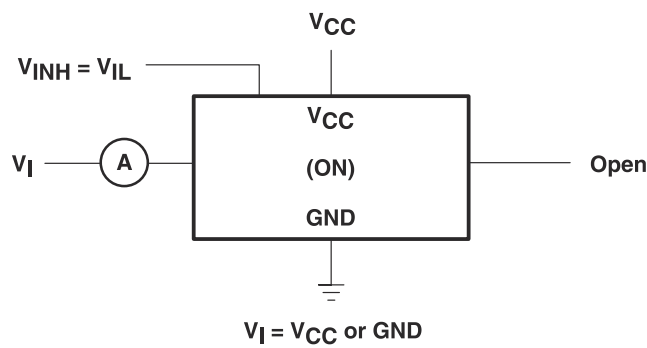 VCC
VINH = VIL
VCC
VI
A
(ON)
Open
GND
VI = VCC or GND